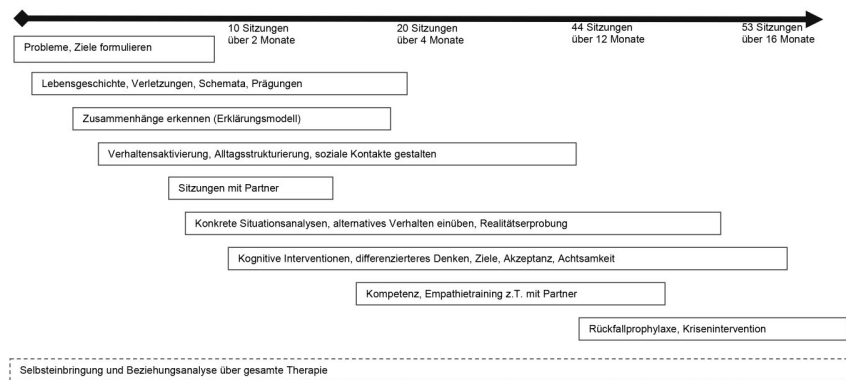 10 Sitzungen
über 2 Monate
20 Sitzungen
über 4 Monate
44 Sitzungen
über 12 Monate
53 Sitzungen
über 16 Monate
Probleme, Ziele formulieren
Lebensgeschichte, Verletzungen, Schemata, Prägungen
Zusammenhänge erkennen (Erklärungsmodell)
Verhaltensaktivierung, Alltagsstrukturierung, soziale Kontakte gestalten
Sitzungen mit Partner
Konkrete Situationsanalysen, alternatives Verhalten einüben, Realitätserprobung
Kognitive Interventionen, differenzierteres Denken, Ziele, Akzeptanz, Achtsamkeit
Kompetenz, Empathietraining z.T. mit Partner
Rückfallprophylaxe, Krisenintervention
Selbsteinbringung und Beziehungsanalyse über gesamte Therapie